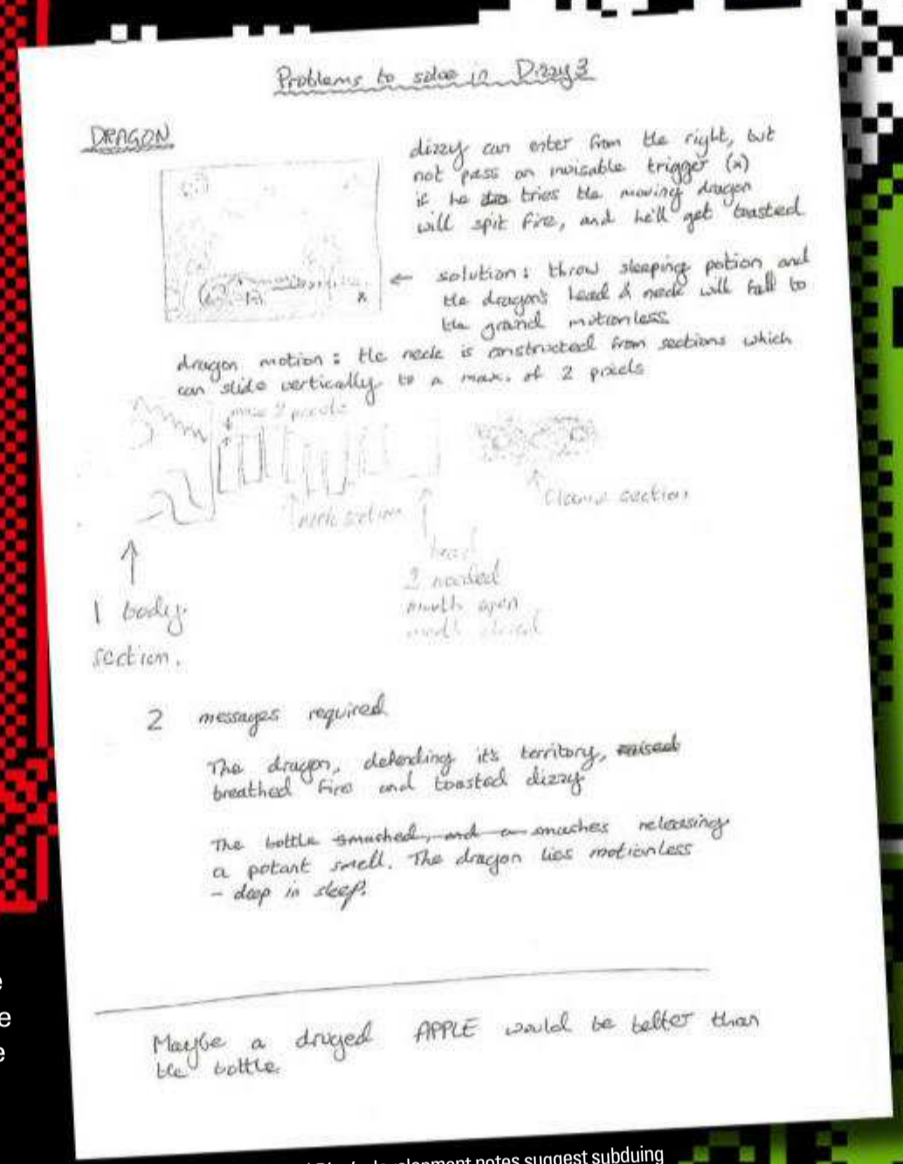 Problems to solve in Dizzy 3
DRAGON
dizzy can enter from the right, but
not pass an invisable trigger (x)
if he tries the moving dragon
will spit fire, and he'll get toasted
x
← solution: throw sleeping potion and
the dragon's head & neck will fall to
the grand motionless
dragon motion: the neck is constructed from sections which
can slide vertically to a max. of 2 pixels
max 2 pixels
neck section
flame section
head
2 needed
mouth open
mouth closed
1 body
section.
2 messages required
The dragon, defending it's territory, raised
breathed fire and toasted dizzy
The bottle smashed, and a smashes releasing
a potant smell. The dragon lies motionless
- deep in sleep.
Maybe a druged APPLE would be better than
the bottle
development notes suggest subduing